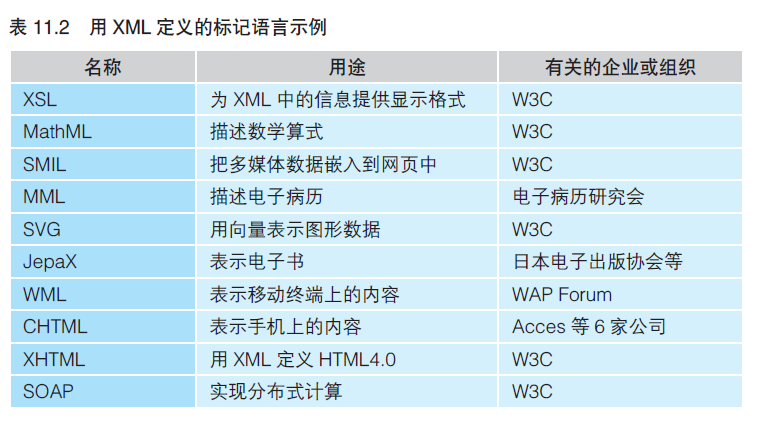 表 11.2 用 XML 定义的标记语言示例
名称 用途 有关的企业或组织
XSL 为 XML 中的信息提供显示格式 W3C
MathML 描述数学算式 W3C
SMIL 把多媒体数据嵌入到网页中 W3C
MML 描述电子病历 电子病历研究会
SVG 用向量表示图形数据 W3C
JepaX 表示电子书 日本电子出版协会等
WML 表示移动终端上的内容 WAP Forum
CHTML 表示手机上的内容 Acces 等 6 家公司
XHTML 用 XML 定义 HTML4.0 W3C
SOAP 实现分布式计算 W3C